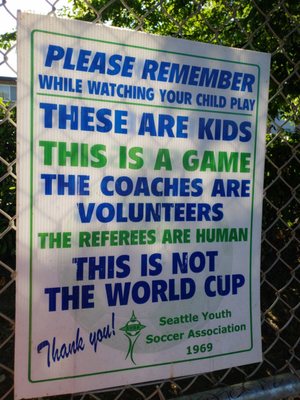 PLEASE REMEMBER
WHILE WATCHING YOUR CHILD PLAY
THESE ARE KIDS
THIS IS A GAME
THE COACHES ARE
VOLUNTEERS
THE REFEREES ARE HUMAN
THIS IS NOT
THE WORLD CUP
Thank you!
Seattle Youth
Soccer Association
1969